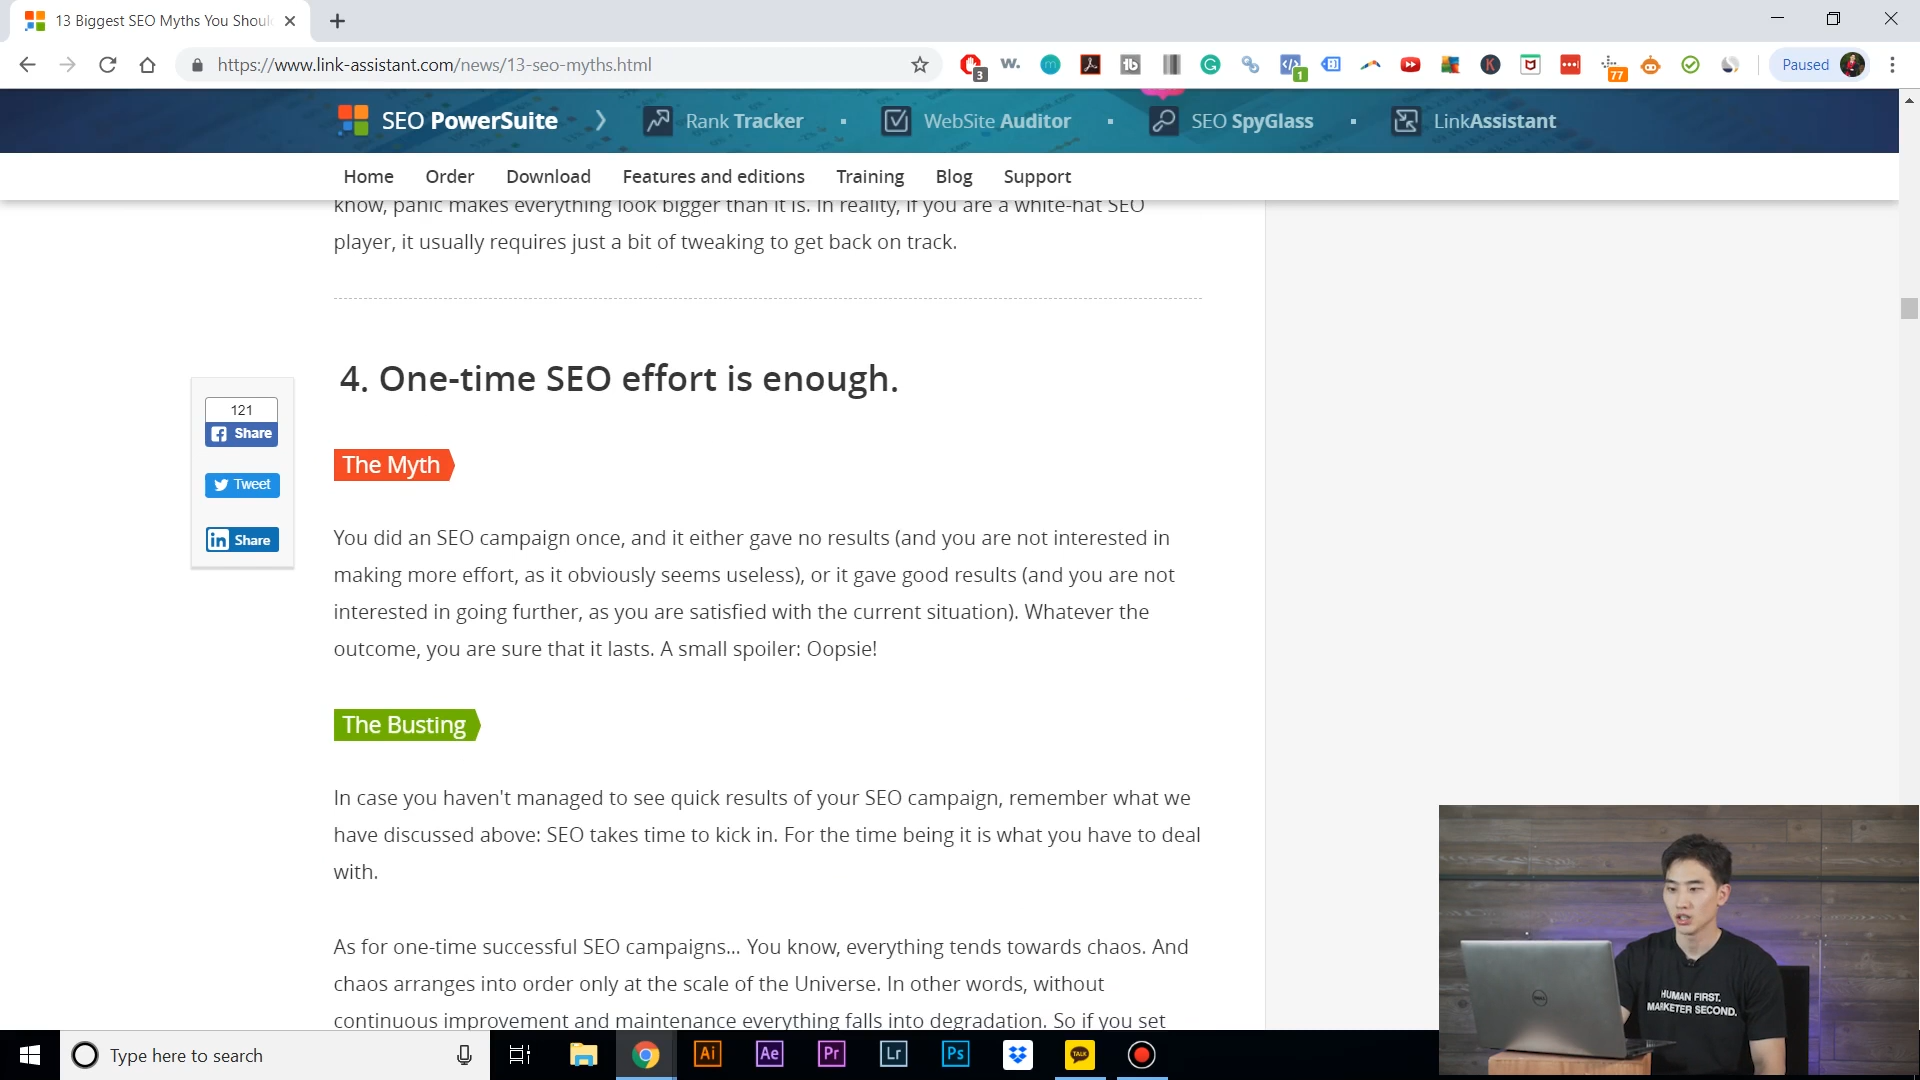 13 Biggest SEO Myths You Shoul
https://www.link-assistant.com/news/13-seo-myths.html
3
w.
m
1
77
K
Paused
SEO PowerSuite
Rank Tracker
WebSite Auditor
SEO SpyGlass
LinkAssistant
Home Order Download Features and editions Training Blog Support
know, panic makes everything look bigger than it is. In reality, if you are a white-hat SEO
player, it usually requires just a bit of tweaking to get back on track.
4. One-time SEO effort is enough.
121
Share
Tweet
in Share
The Myth
You did an SEO campaign once, and it either gave no results (and you are not interested in
making more effort, as it obviously seems useless), or it gave good results (and you are not
interested in going further, as you are satisfied with the current situation). Whatever the
outcome, you are sure that it lasts. A small spoiler: Oopsie!
The Busting
In case you haven't managed to see quick results of your SEO campaign, remember what we
have discussed above: SEO takes time to kick in. For the time being it is what you have to deal
with.
As for one-time successful SEO campaigns... You know, everything tends towards chaos. And
chaos arranges into order only at the scale of the Universe. In other words, without
continuous improvement and maintenance everything falls into degradation. So if you set
HUMAN FIRST.
MARKETER SECOND.
DELL
Type here to search
Ai
Ae
Pr
Lr
Ps
TALK